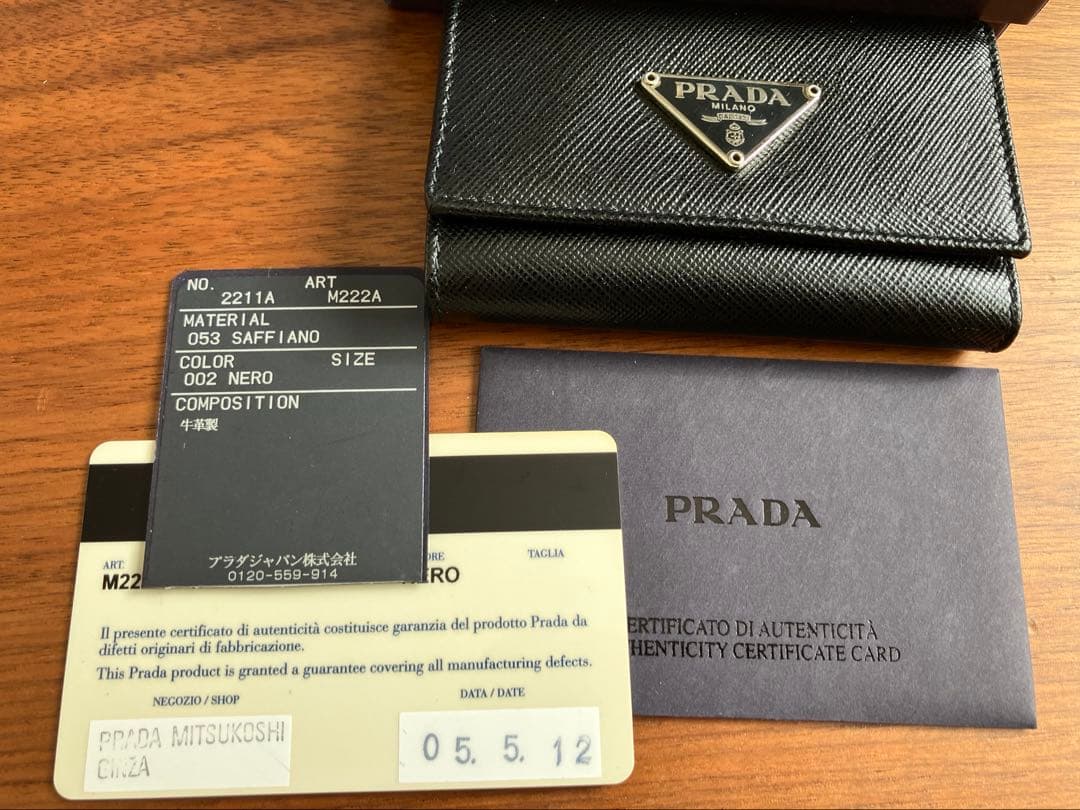 PRADA
MILANO
NO. ART
2211A M222A
MATERIAL
053 SAFFIANO
COLOR SIZE
002 NERO
COMPOSITION
牛革製
プラダジャパン株式会社
0120-559-914
ART. ORE TAGLIA
M22 ERO
Il presente certificato di autenticità costituisce garanzia del prodotto Prada da
difetti originari di fabbricazione.
This Prada product is granted a guarantee covering all manufacturing defects.
NEGOZIO / SHOP DATA / DATE
PRADA MITSUKOSHI
GINZA
05. 5. 12
PRADA
ERTIFICATO DI AUTENTICITÀ
HENTICITY CERTIFICATE CARD